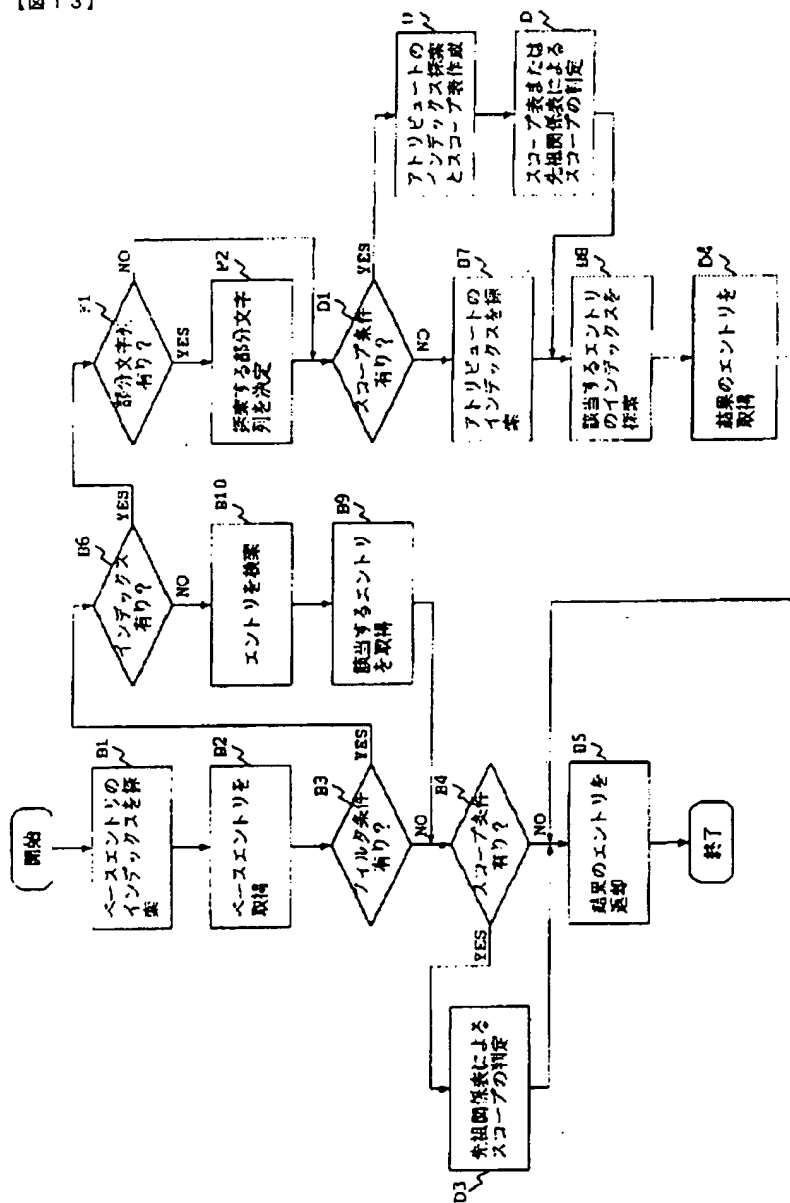 【図13】
開始
B1
ベースエントリの
インデックスを探
索
B2
ベースエントリを
取得
B3
フィルタ条件
有り?
YES
NO
B4
スコープ条件
有り?
YES
NO
D3
先祖関係表による
スコープの判定
結果のエントリを
返却
終了
B6
インデックス
有り?
YES
NO
B10
エントリを検索
B9
該当するエントリ
を取得
部分文字列
有り?
YES
NO
探索する部分文字
列を決定
D1
スコープ条件
有り?
YES
NO
アトリビュートの
インデックスを探
索
アトリビュートの
インデックス探索
とスコープ表作成
D
スコープ表または
先祖関係表による
スコープの判定
該当するエントリ
のインデックスを
探索
結果のエントリを
取得